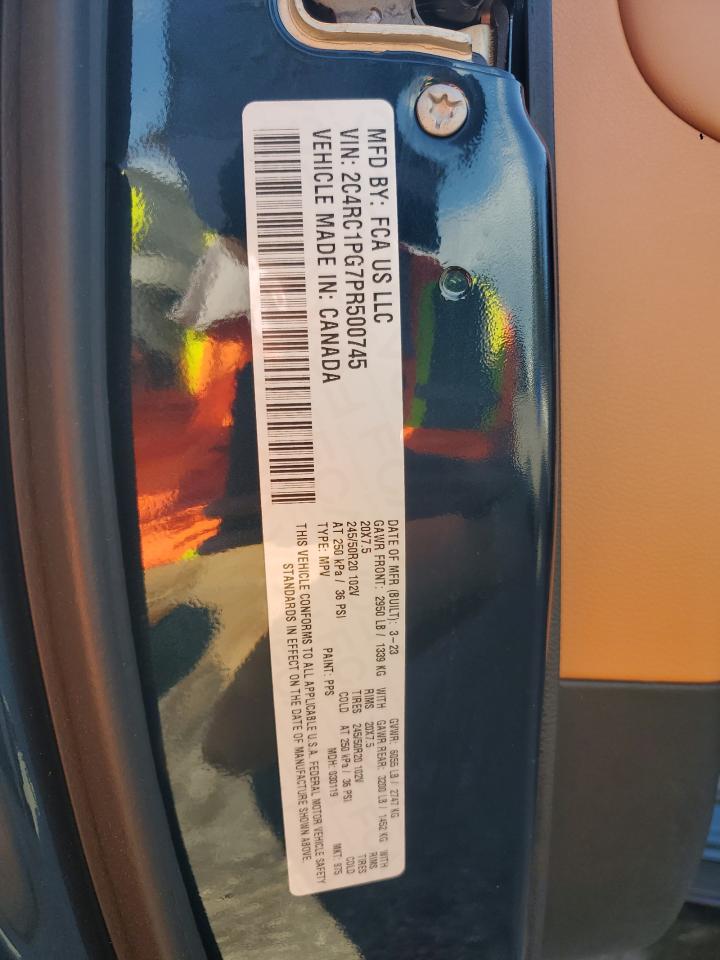 MFD BY: FCA US LLC
VIN: 2C4RC1PG7PR500745
VEHICLE MADE IN: CANADA
DATE OF MFR (BUILT): 3-23 GVWR: 6055 LB / 2747 KG
GAWR FRONT: 2950 LB / 1339 KG WITH GAWR REAR: 3200 LB / 1452 KG WITH
20X7.5 RIMS 20X7.5 RIMS
245/50R20 102V TIRES 245/50R20 102V TIRES
AT 250 kPa / 36 PSI COLD AT 250 kPa / 36 PSI COLD
TYPE: MPV PAINT: PPS MDH: 030119 MKT: 975
THIS VEHICLE CONFORMS TO ALL APPLICABLE U.S.A. FEDERAL MOTOR VEHICLE SAFETY
STANDARDS IN EFFECT ON THE DATE OF MANUFACTURE SHOWN ABOVE.